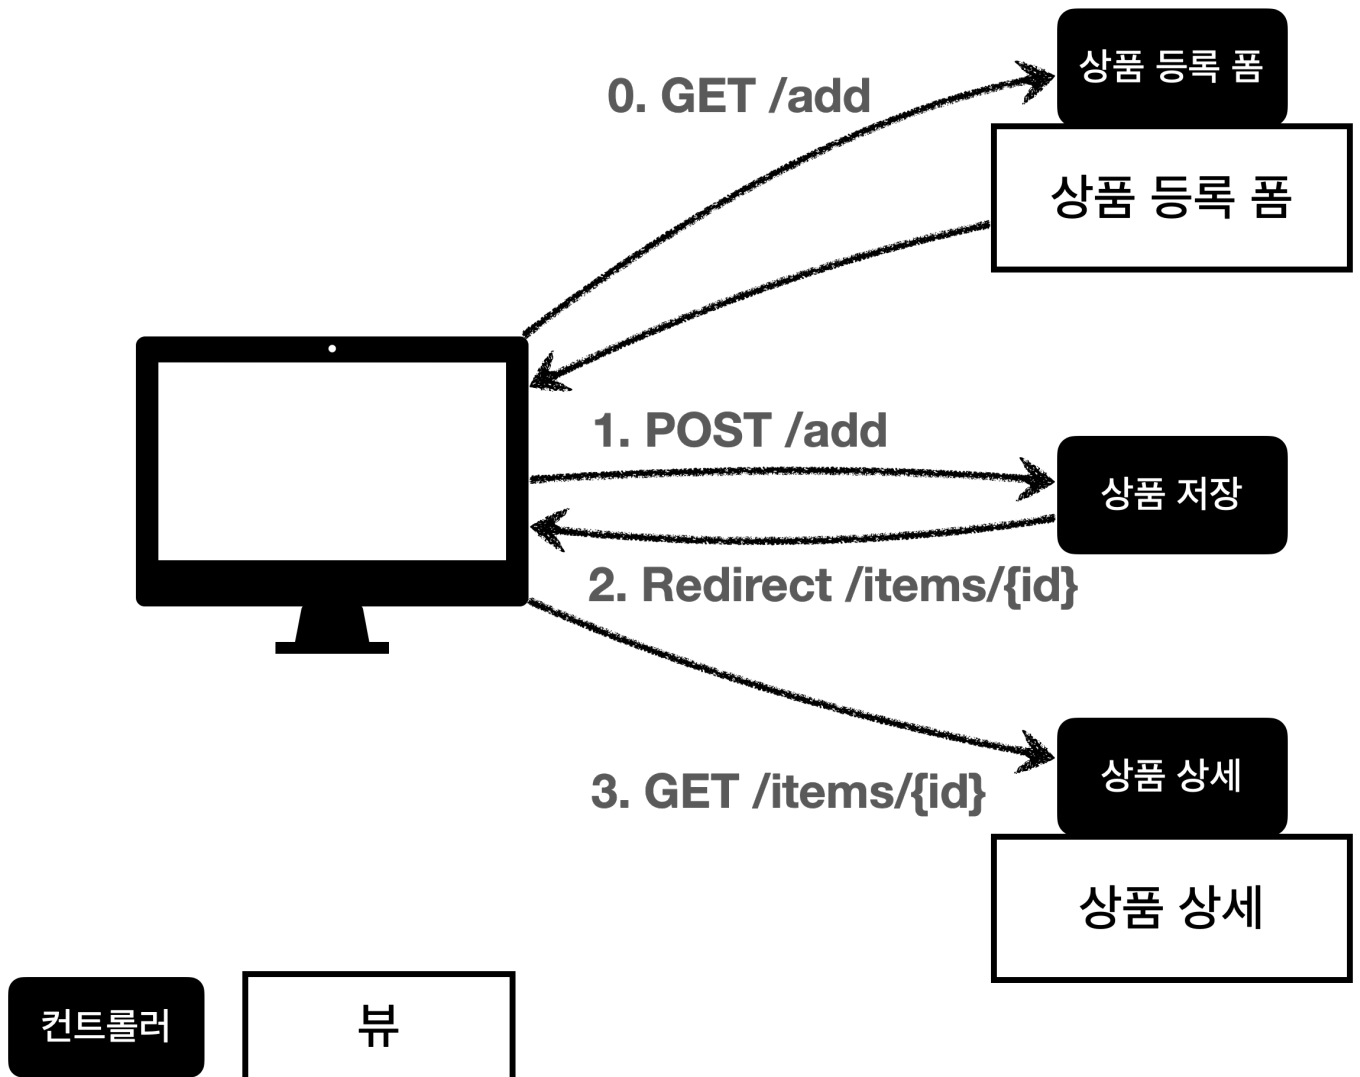 상품 등록 폼
0. GET /add
상품 등록 폼
1. POST /add
상품 저장
2. Redirect /items/{id}
상품 상세
3. GET /items/{id}
상품 상세
컨트롤러
뷰